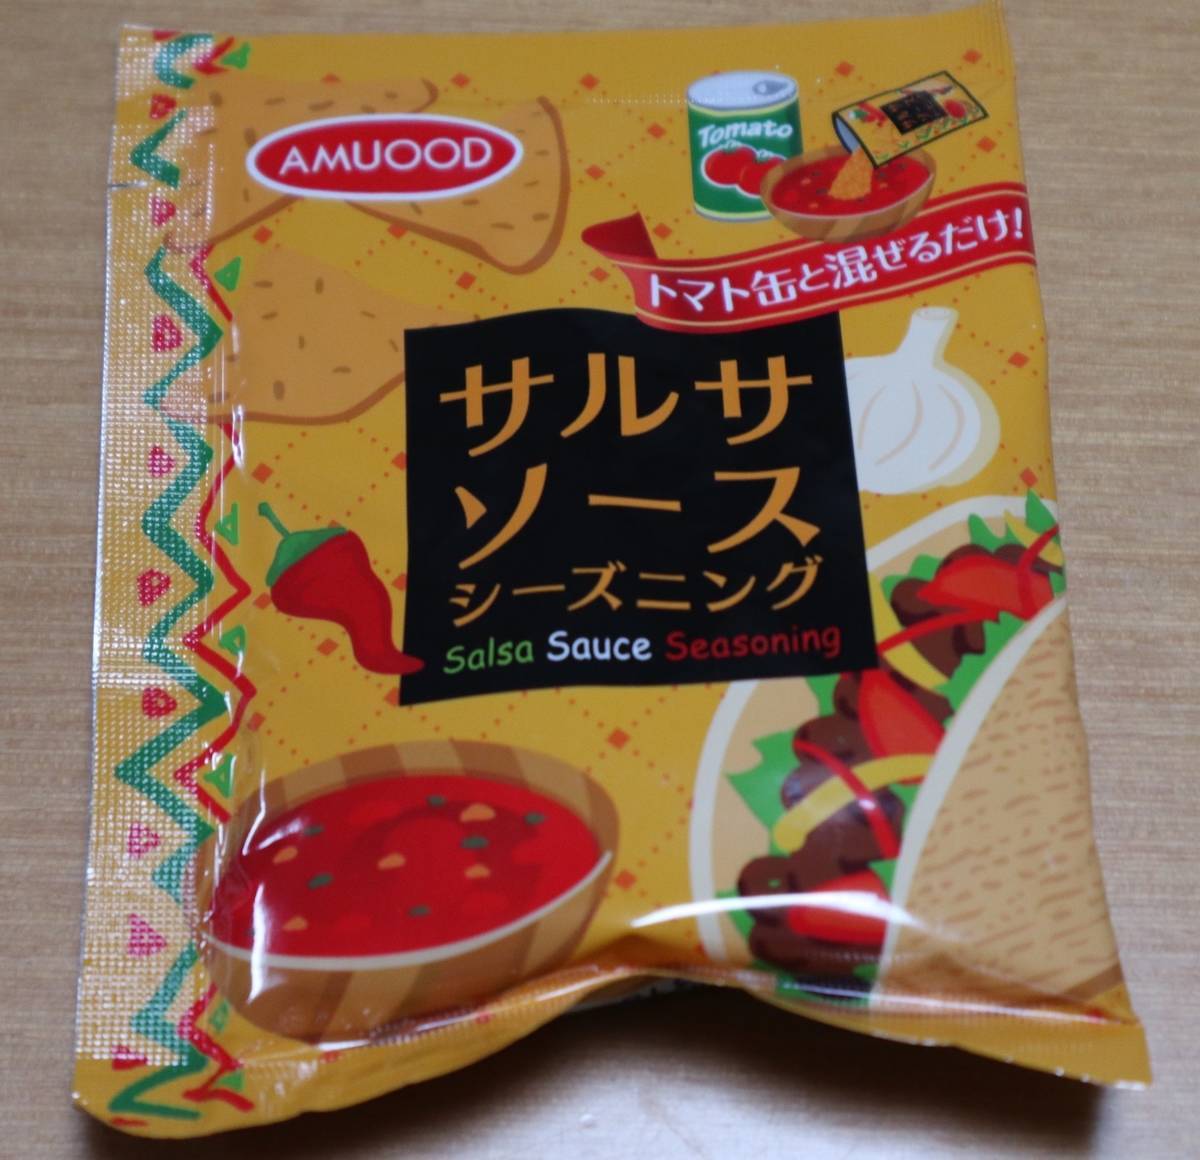 AMUOOD
Tomato
トマト缶と混ぜるだけ!
サルサ
ソース
シーズニング
Salsa Sauce Seasoning